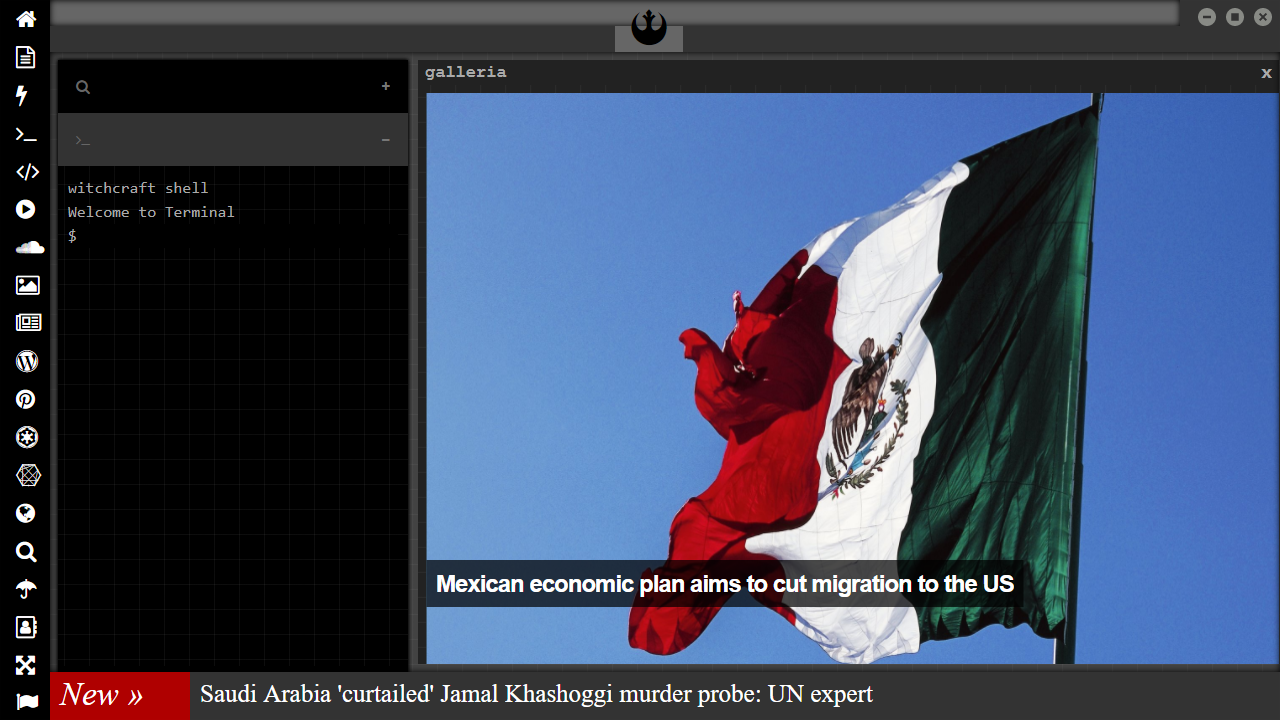 galleria
x
+
>_
−
witchcraft shell
Welcome to Terminal
$
Mexican economic plan aims to cut migration to the US
New »
Saudi Arabia 'curtailed' Jamal Khashoggi murder probe: UN expert